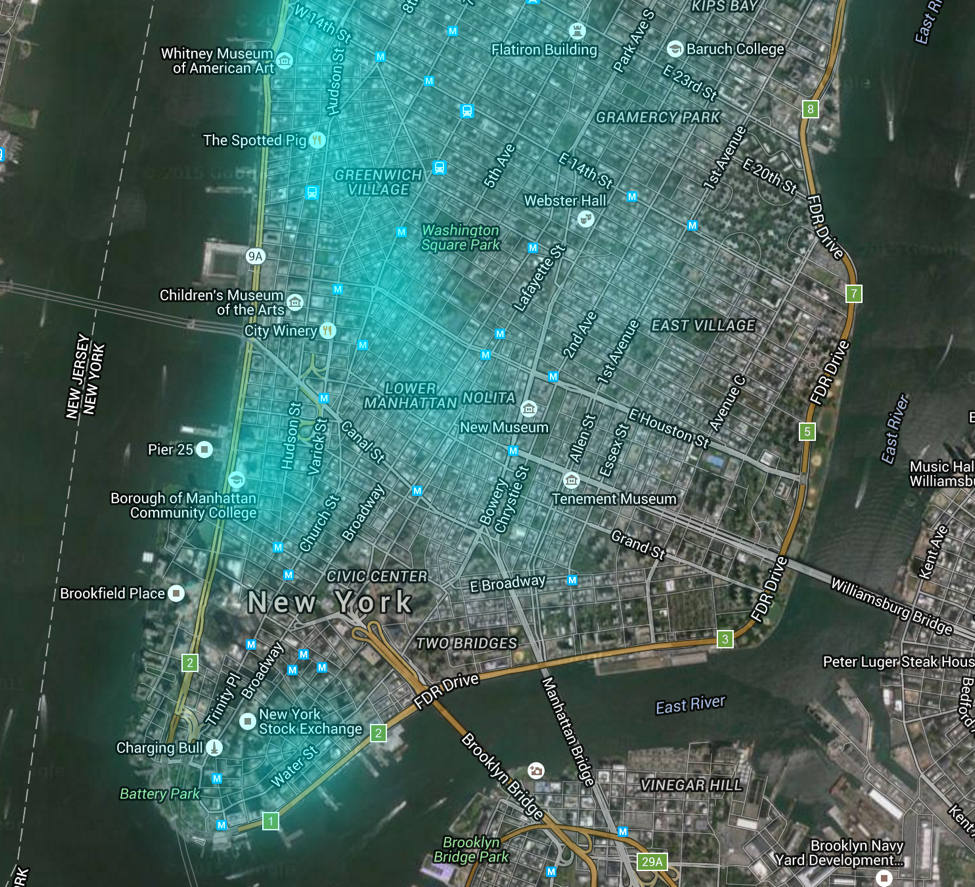 KIPS BAY
East Ri
W 14th St
8t
Flatiron Building
Park Ave S
Baruch College
Whitney Museum
of American Art
Hudson St
E 23rd St
8
GRAMERCY PARK
The Spotted Pig
1st Avenue
5th Ave
E 14th St
E 20th St
GREENWICH
VILLAGE
Webster Hall
FDR Drive
Washington
Square Park
9A
Lafayette St
7
Children's Museum
of the Arts
City Winery
2nd Ave
1st Avenue
EAST VILLAGE
NEW JERSEY
NEW YORK
FDR Drive
LOWER
MANHATTAN
NOLITA
New Museum
Avenue C
East River
Hudson St
Varick St
Canal St
E Houston St
5
Allen St
Essex St
Pier 25
Music Hal
Williamsbu
Borough of Manhattan
Community College
Bowery
Chrystie St
Tenement Museum
Church St
Broadway
Grand St
Kent Ave
CIVIC CENTER
E Broadway
FDR Drive
Williamsburg Bridge
Brookfield Place
New York
TWO BRIDGES
3
2
Peter Luger Steak Hous
Trinity Pl
Broadway
FDR Drive
Manhattan Bridge
East River
Bedfo
New York
Stock Exchange
2
Charging Bull
Water St
Brooklyn Bridge
VINEGAR HILL
Battery Park
1
Kent
Brooklyn
Bridge Park
Brooklyn Navy
Yard Development...
29A
RK